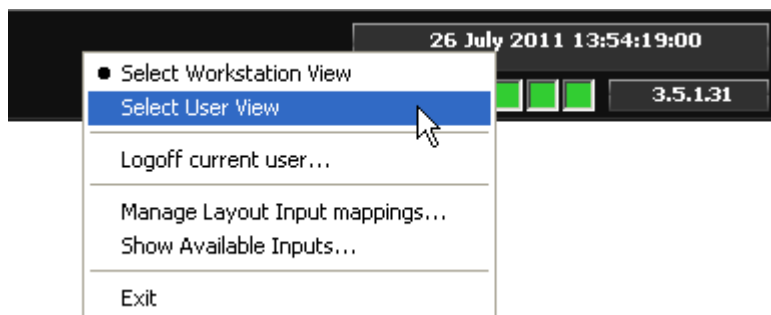 26 July 2011 13:54:19:00
Select Workstation View
Select User View
3.5.1.31
Logoff current user...
Manage Layout Input mappings...
Show Available Inputs...
Exit